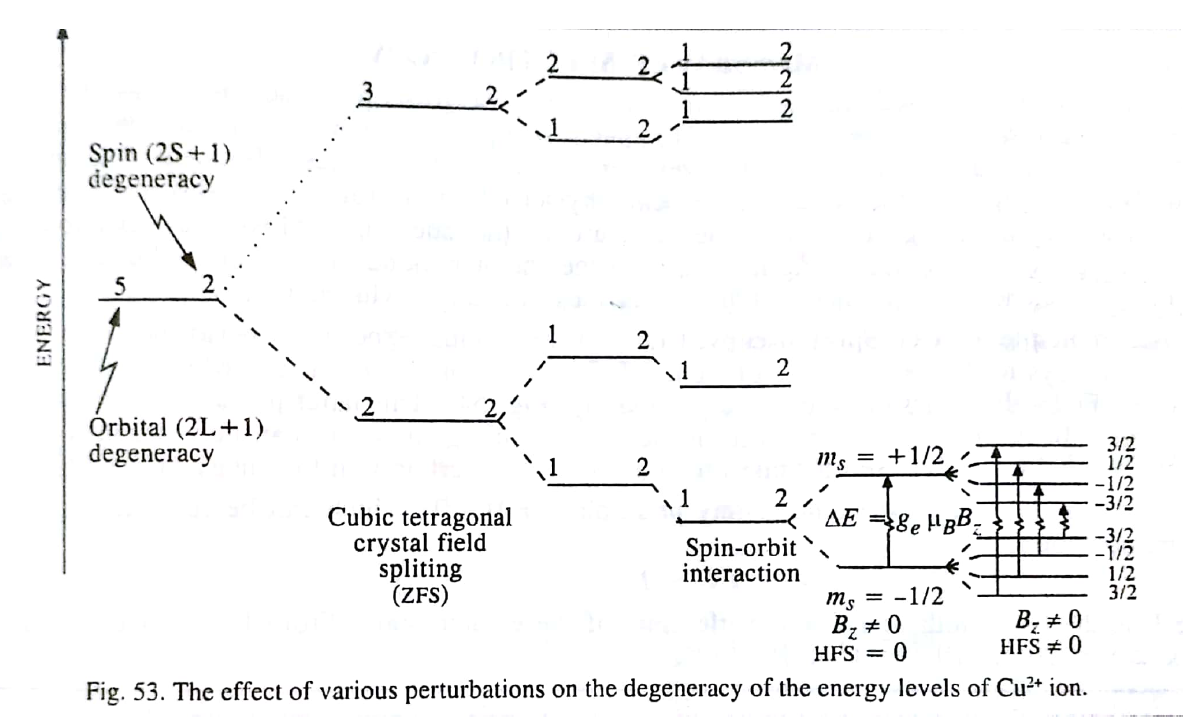 ENERGY
Spin (2S+1)
degeneracy
5 2
Orbital (2L+1)
degeneracy
3 2
2 2
2 2
1 2
1 2
1 2
1 2
1 2
1 2
1 2
1 2
1 2
Cubic tetragonal
crystal field
spliting
(ZFS)
Spin-orbit
interaction
m_s = +1/2
ΔE = g_e μ_B B_z
m_s = −1/2
B_z ≠ 0
HFS = 0
3/2
1/2
−1/2
−3/2
−3/2
−1/2
1/2
3/2
B_z ≠ 0
HFS ≠ 0
Fig. 53. The effect of various perturbations on the degeneracy of the energy levels of Cu²⁺ ion.